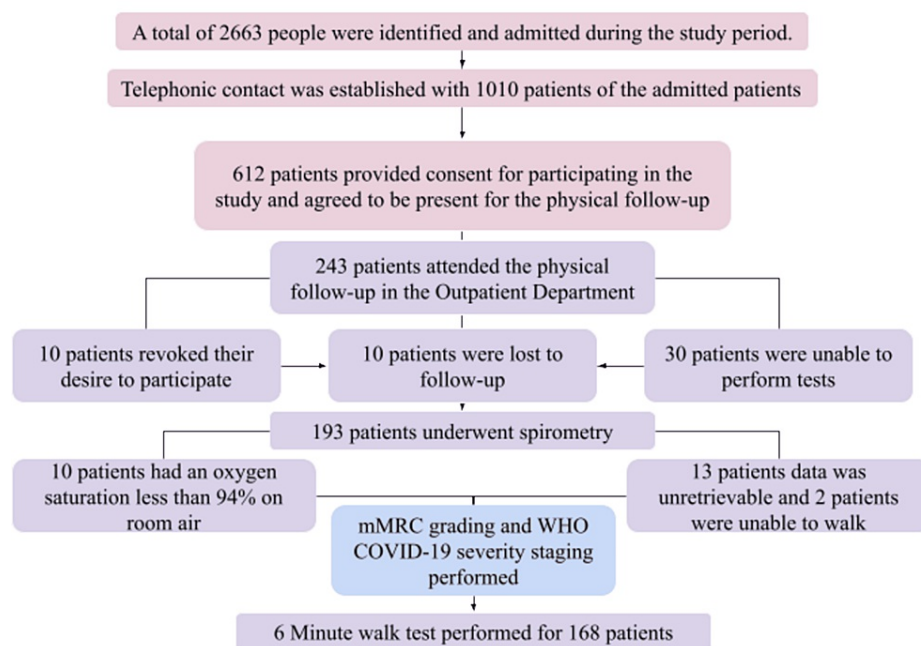 A total of 2663 people were identified and admitted during the study period.
Telephonic contact was established with 1010 patients of the admitted patients
612 patients provided consent for participating in the
study and agreed to be present for the physical follow-up
243 patients attended the physical
follow-up in the Outpatient Department
10 patients revoked their
desire to participate
10 patients were lost to
follow-up
30 patients were unable to
perform tests
193 patients underwent spirometry
10 patients had an oxygen
saturation less than 94% on
room air
13 patients data was
unretrievable and 2 patients
were unable to walk
mMRC grading and WHO
COVID-19 severity staging
performed
6 Minute walk test performed for 168 patients